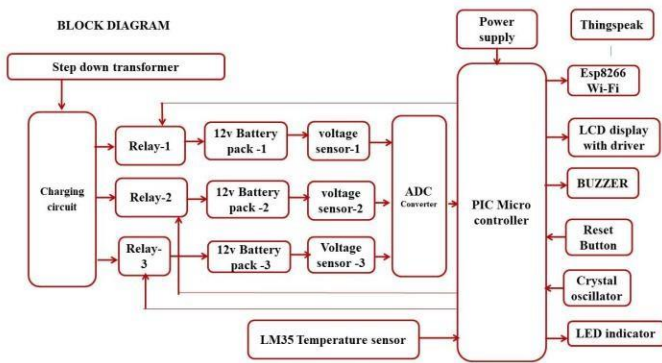 BLOCK DIAGRAM
Step down transformer
Power
supply
Thingspeak
Esp8266
Wi-Fi
Charging
circuit
Relay-1
12v Battery
pack -1
voltage
sensor-1
Relay-2
12v Battery
pack -2
voltage
sensor-2
Relay-
3
12v Battery
pack -3
Voltage
sensor -3
ADC
Converter
PIC Micro
controller
LCD display
with driver
BUZZER
Reset
Button
Crystal
oscillator
LED indicator
LM35 Temperature sensor